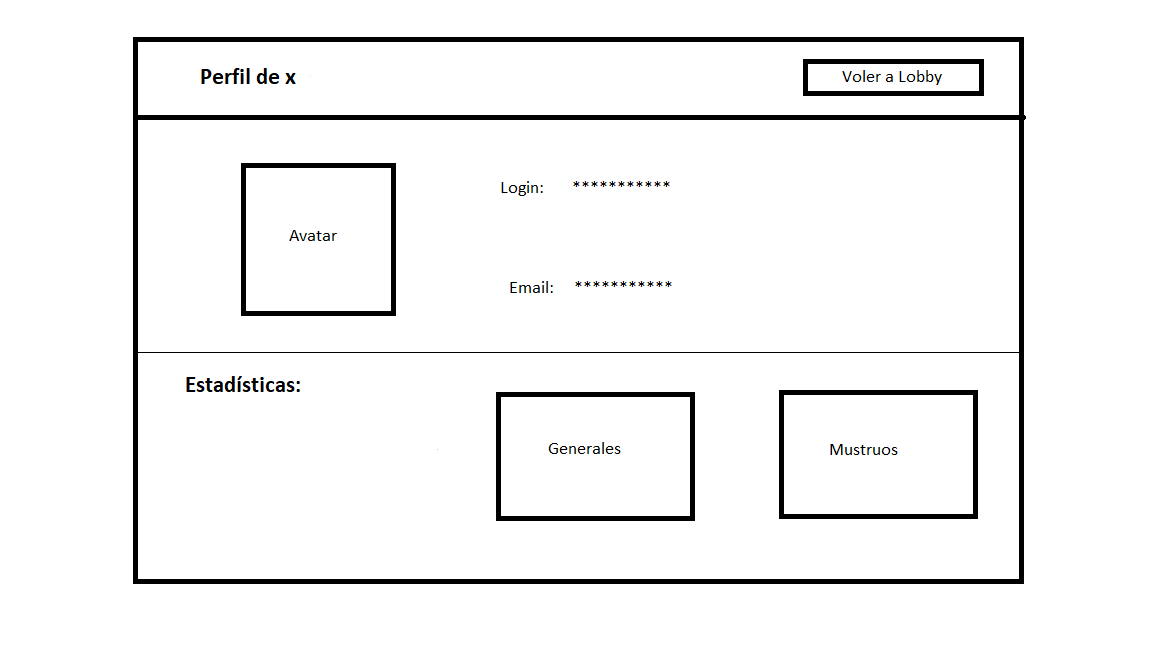 Perfil de x
Voler a Lobby
Login: ***********
Avatar
Email: ***********
Estadísticas:
Generales
Mustruos